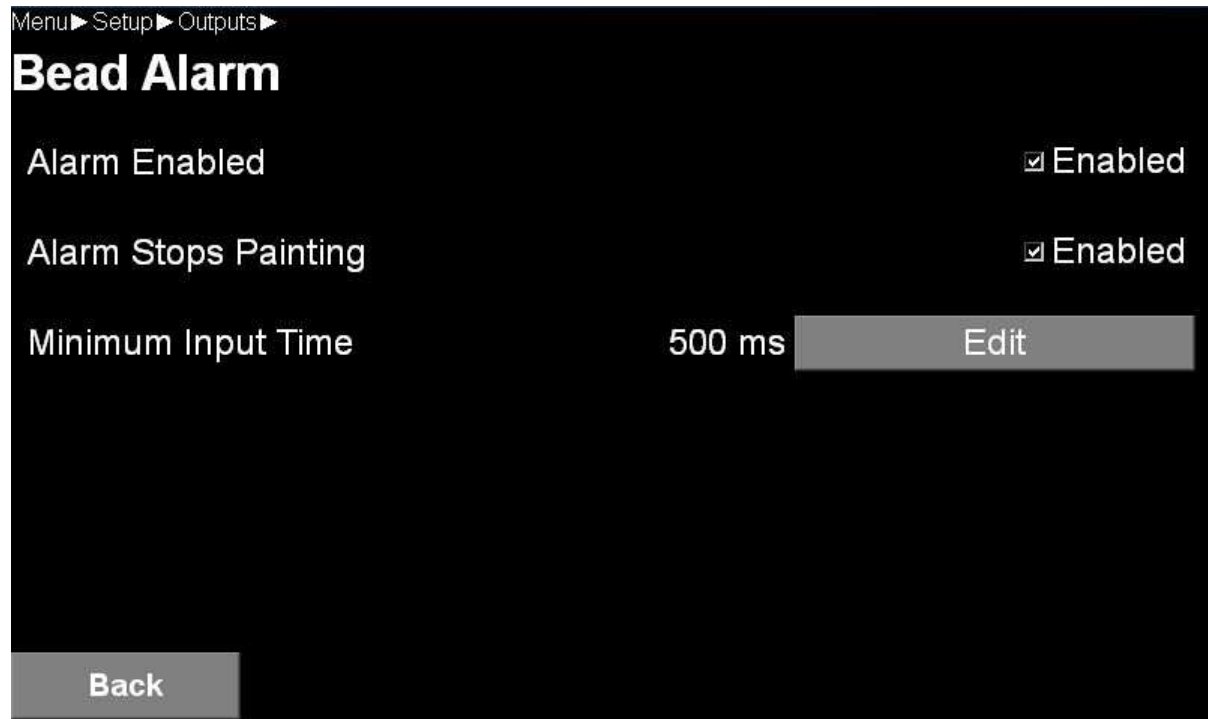 Menu▶Setup▶Outputs▶
Bead Alarm
Alarm Enabled ☑ Enabled
Alarm Stops Painting ☑ Enabled
Minimum Input Time 500 ms Edit
Back